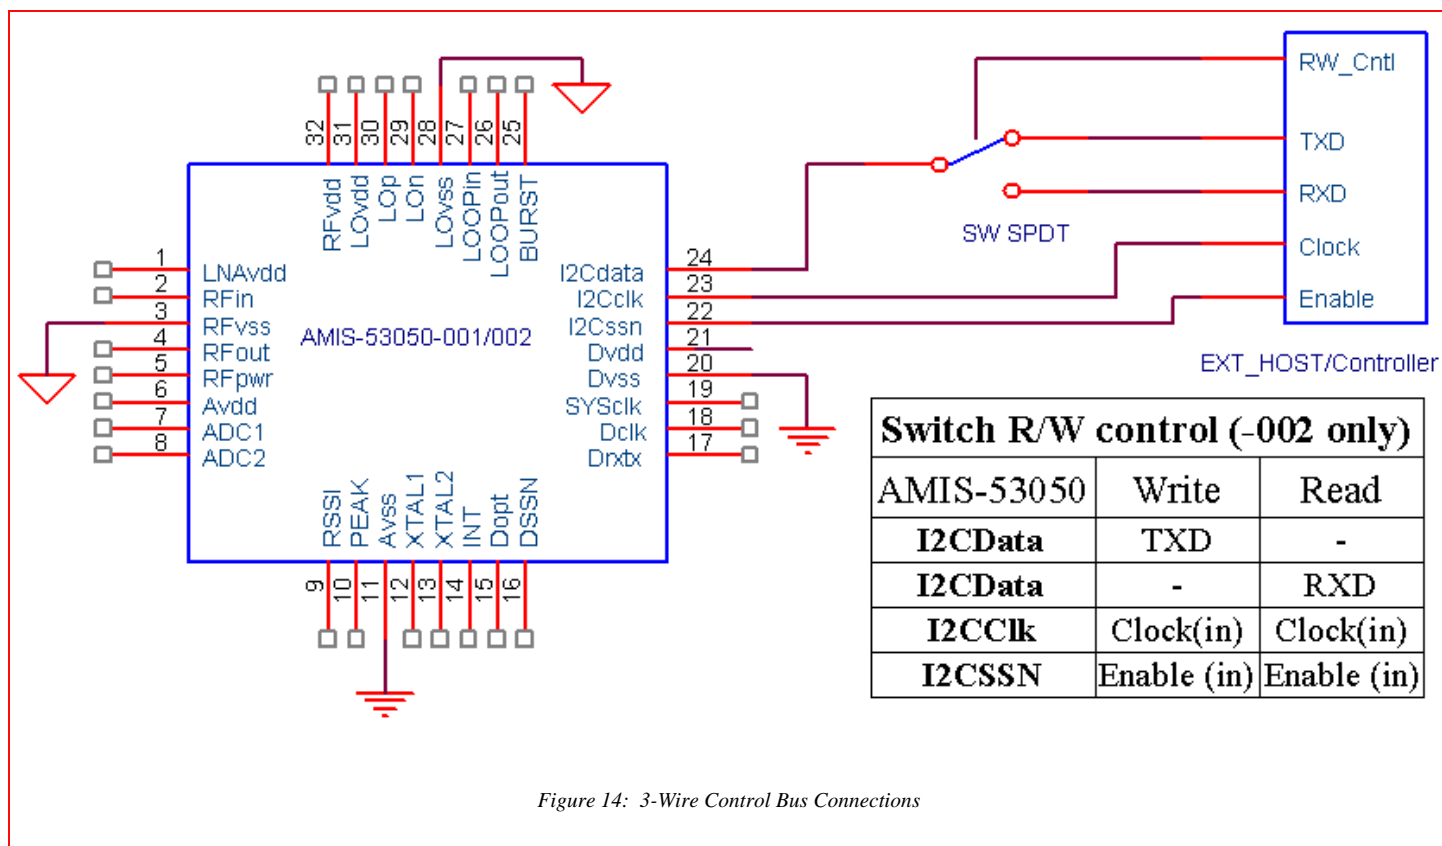 RW_Cntl
TXD
RXD
Clock
Enable
EXT_HOST/Controller
SW SPDT
32
31
30
29
28
27
26
25
RFvdd
LOvdd
LOp
LOn
LOvss
LOOPin
LOOPout
BURST
1 LNAvdd
2 RFin
3 RFvss
4 RFout
5 RFpwr
6 Avdd
7 ADC1
8 ADC2
AMIS-53050-001/002
I2Cdata 24
I2Cclk 23
I2Cssn 22
Dvdd 21
Dvss 20
SYSclk 19
Dclk 18
Drxtx 17
RSSI
PEAK
Avss
XTAL1
XTAL2
INT
Dopt
DSSN
9
10
11
12
13
14
15
16
Switch R/W control (-002 only)
AMIS-53050 Write Read
I2CData TXD -
I2CData - RXD
I2CClk Clock(in) Clock(in)
I2CSSN Enable (in) Enable (in)
Figure 14: 3-Wire Control Bus Connections